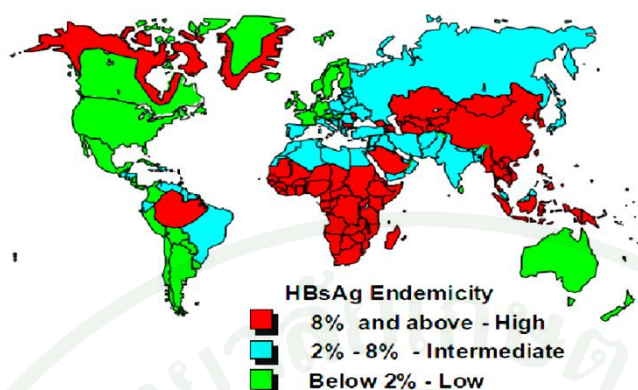 HBsAg Endemicity
8% and above - High
2% - 8% - Intermediate
Below 2% - Low